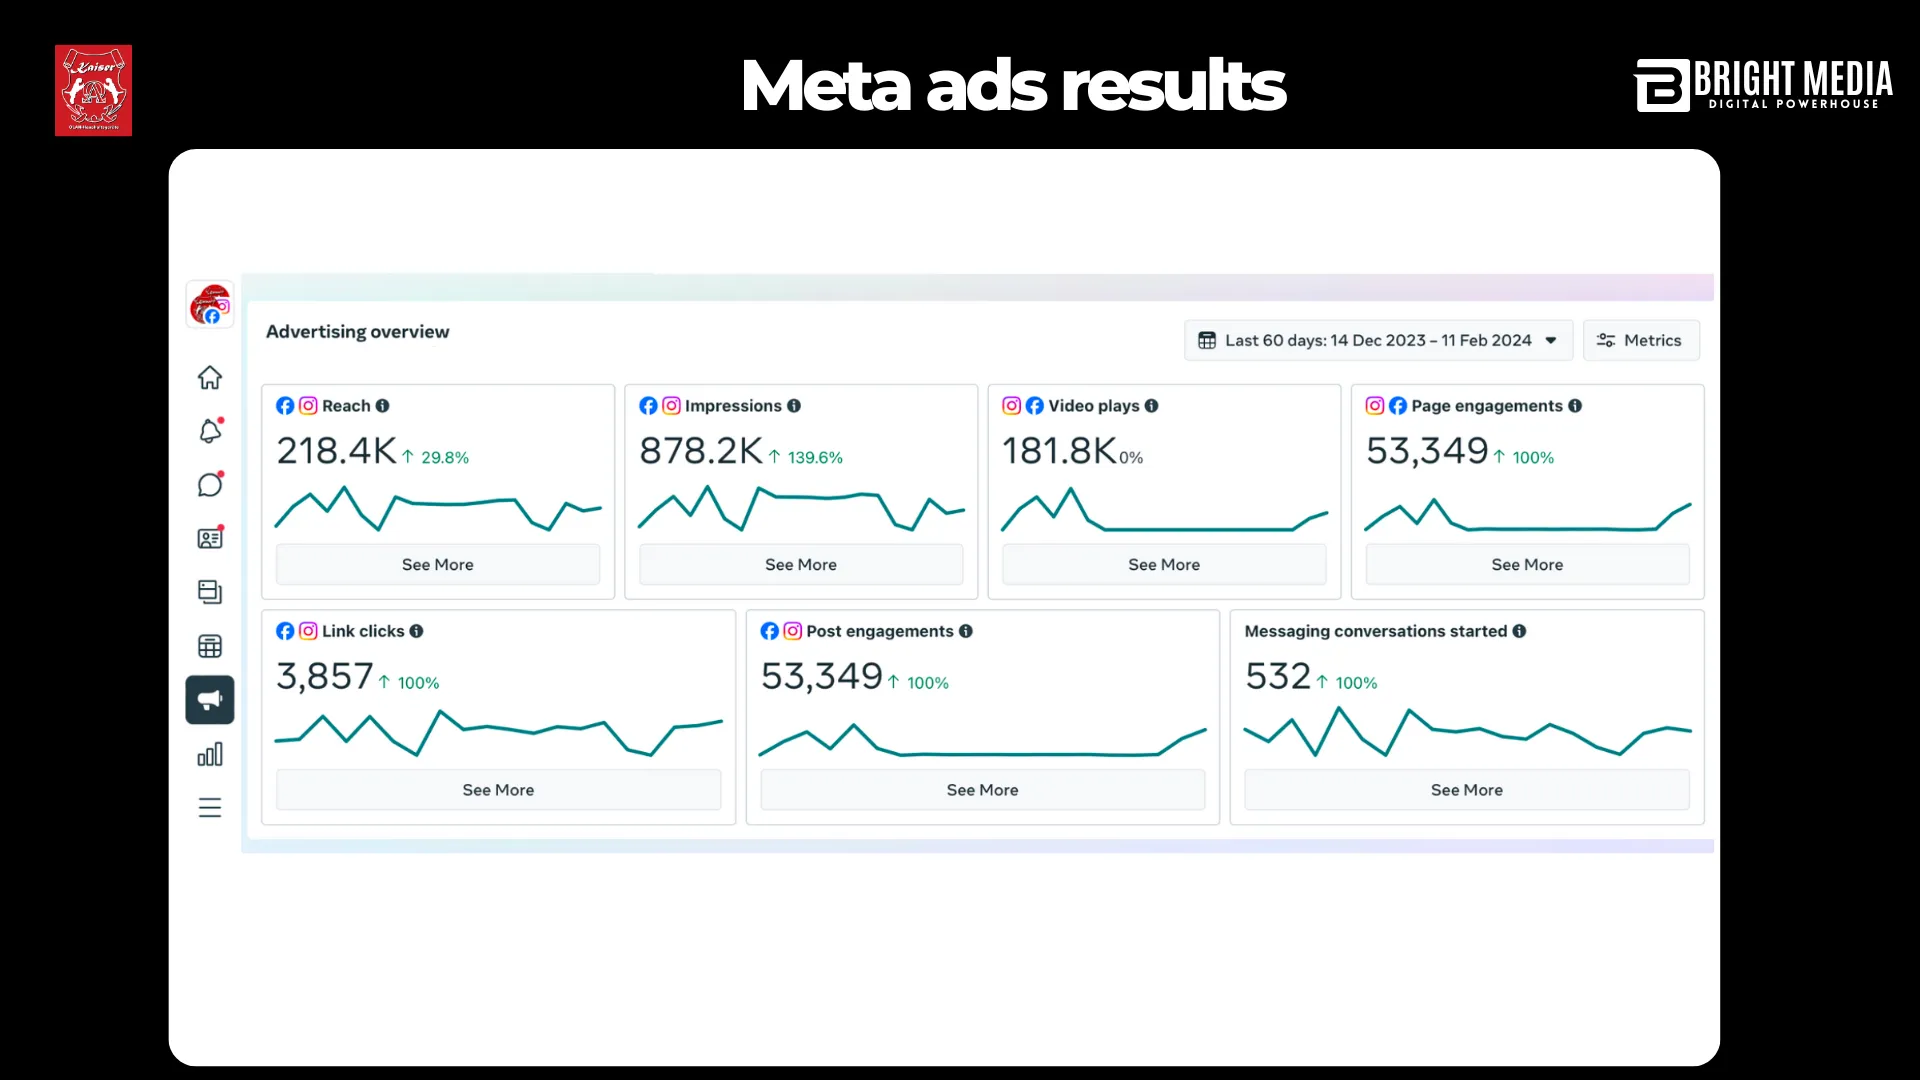 Kaiser
Meta ads results
BRIGHT MEDIA
DIGITAL POWERHOUSE
Advertising overview
Last 60 days: 14 Dec 2023 – 11 Feb 2024
Metrics
Reach
218.4K ↑ 29.8%
See More
Impressions
878.2K ↑ 139.6%
See More
Video plays
181.8K 0%
See More
Page engagements
53,349 ↑ 100%
See More
Link clicks
3,857 ↑ 100%
See More
Post engagements
53,349 ↑ 100%
See More
Messaging conversations started
532 ↑ 100%
See More